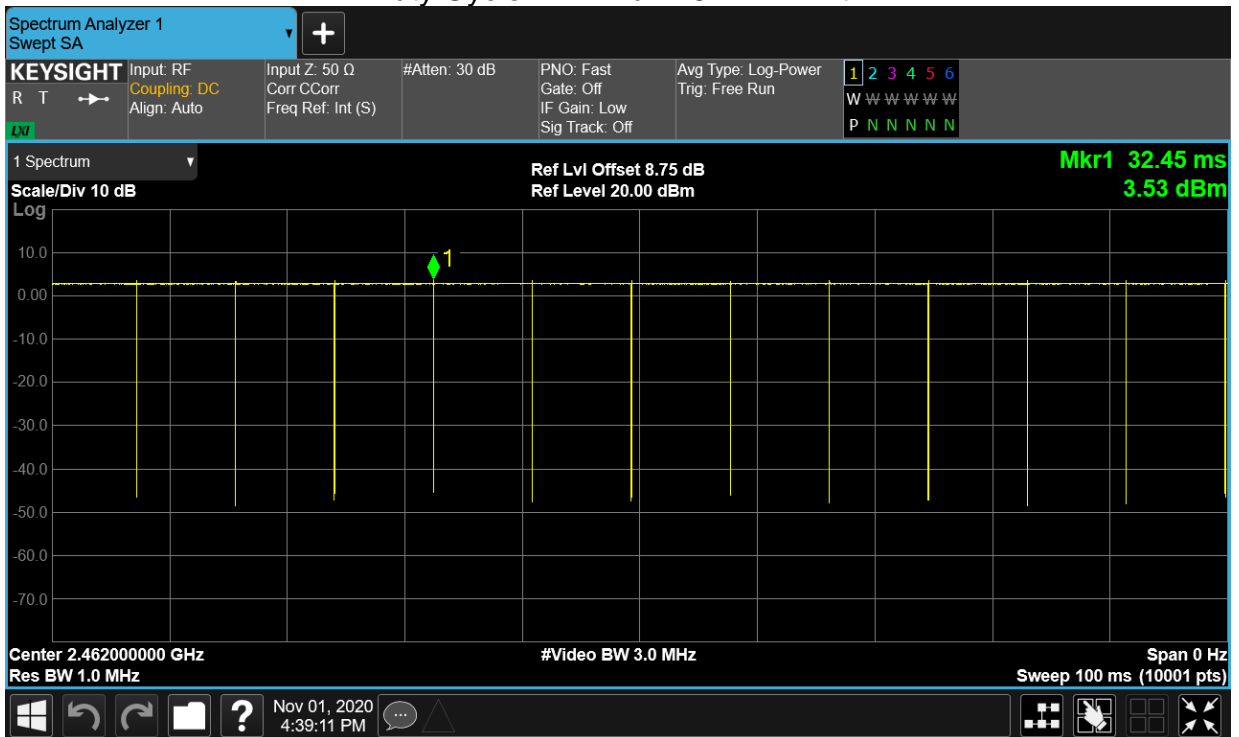 Spectrum Analyzer 1
Swept SA
KEYSIGHT
R T
LXI
Input: RF
Coupling: DC
Align: Auto
Input Z: 50 Ω
Corr CCorr
Freq Ref: Int (S)
#Atten: 30 dB
PNO: Fast
Gate: Off
IF Gain: Low
Sig Track: Off
Avg Type: Log-Power
Trig: Free Run
1 2 3 4 5 6
W W W W W W
P N N N N N
1 Spectrum
Scale/Div 10 dB
Log
Ref Lvl Offset 8.75 dB
Ref Level 20.00 dBm
Mkr1 32.45 ms
3.53 dBm
1
10.0
0.00
-10.0
-20.0
-30.0
-40.0
-50.0
-60.0
-70.0
Center 2.462000000 GHz
Res BW 1.0 MHz
#Video BW 3.0 MHz
Span 0 Hz
Sweep 100 ms (10001 pts)
?
Nov 01, 2020
4:39:11 PM